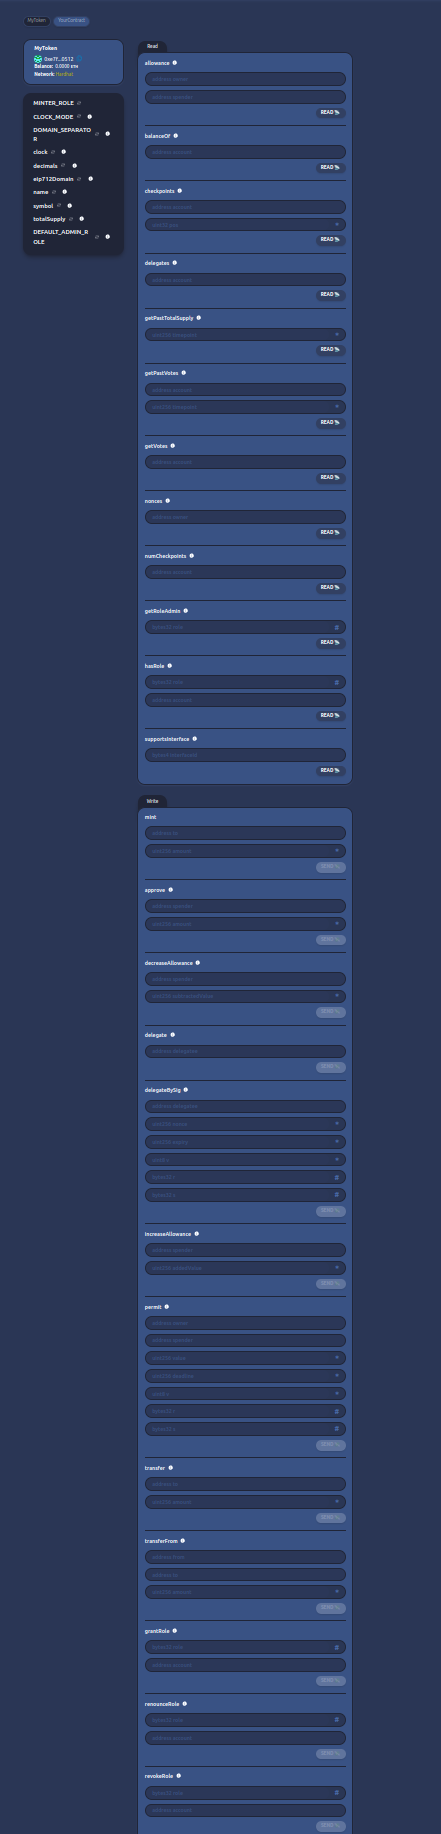 MyToken
YourContract
MyToken
0xe7f...0512
Balance: 0.0000
Network: Hardhat
MINTER_ROLE
CLOCK_MODE
DOMAIN_SEPARATO
R
clock
decimals
eip712Domain
name
symbol
totalSupply
DEFAULT_ADMIN_R
OLE
Read
allowance
address owner
address spender
READ
balanceOf
address account
READ
checkpoints
address account
uint32 pos
READ
delegates
address account
READ
getPastTotalSupply
uint256 timepoint
READ
getPastVotes
address account
uint256 timepoint
READ
getVotes
address account
READ
nonces
address owner
READ
numCheckpoints
address account
READ
getRoleAdmin
bytes32 role
READ
hasRole
bytes32 role
address account
READ
supportsInterface
bytes4 interfaceId
READ
Write
mint
address to
uint256 amount
SEND
approve
address spender
uint256 amount
SEND
decreaseAllowance
address spender
uint256 subtractedValue
SEND
delegate
address delegatee
SEND
delegateBySig
address delegatee
uint256 nonce
uint256 expiry
uint8 v
bytes32 r
bytes32 s
SEND
increaseAllowance
address spender
uint256 addedValue
SEND
permit
address owner
address spender
uint256 value
uint256 deadline
uint8 v
bytes32 r
bytes32 s
SEND
transfer
address to
uint256 amount
SEND
transferFrom
address from
address to
uint256 amount
SEND
grantRole
bytes32 role
address account
SEND
renounceRole
bytes32 role
address account
SEND
revokeRole
bytes32 role
address account
SEND